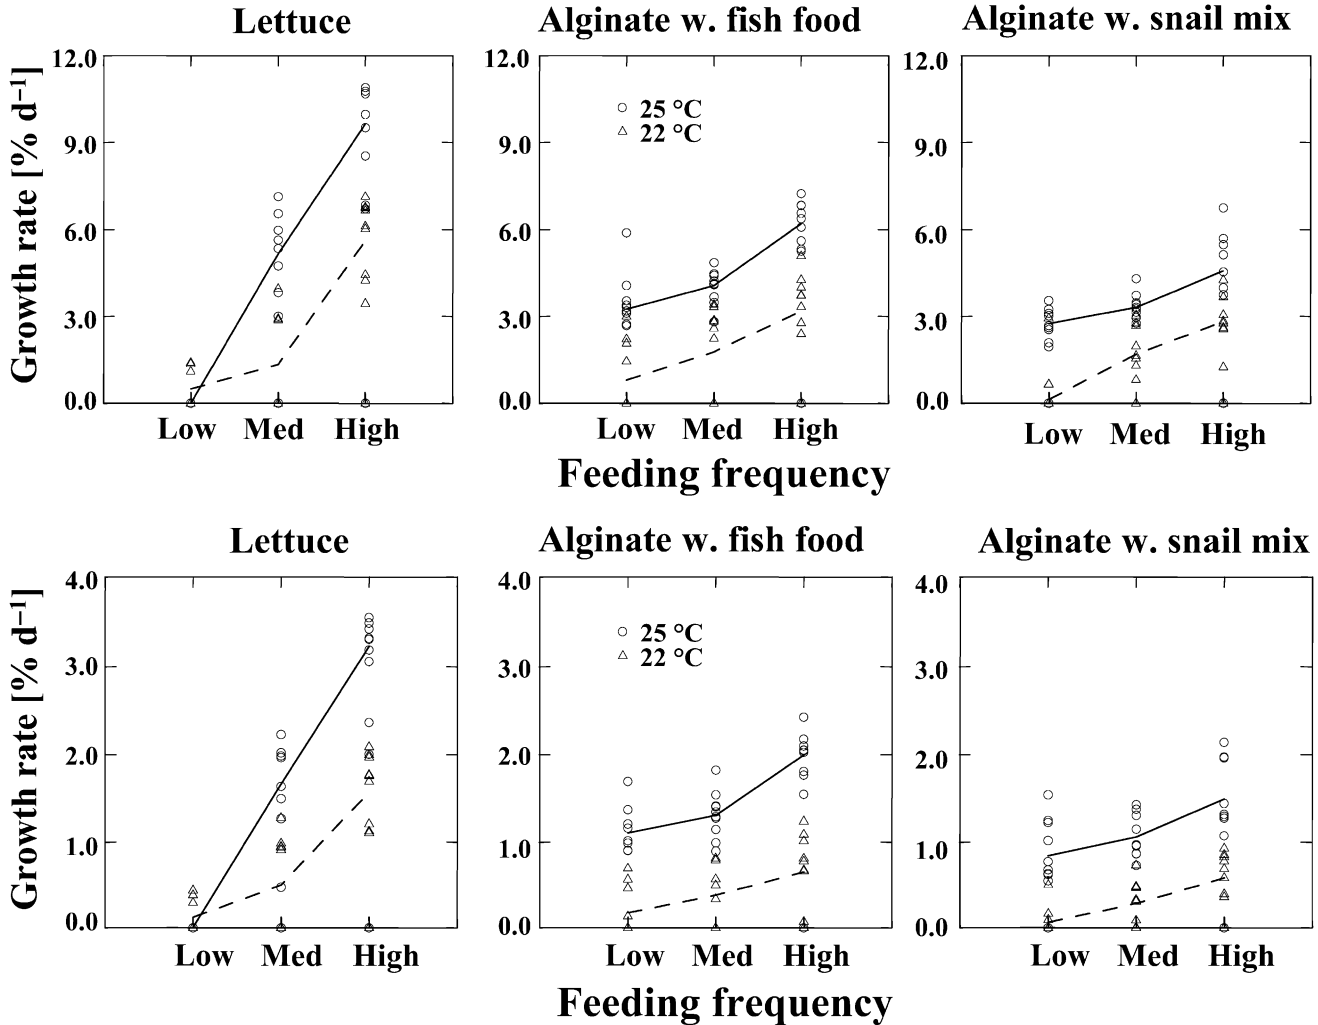 Lettuce
Alginate w. fish food
Alginate w. snail mix
Growth rate [% d⁻¹]
12.0
9.0
6.0
3.0
0.0
Low Med High
12.0
9.0
6.0
3.0
0.0
25 °C
22 °C
Low Med High
12.0
9.0
6.0
3.0
0.0
Low Med High
Feeding frequency
Lettuce
Alginate w. fish food
Alginate w. snail mix
Growth rate [% d⁻¹]
4.0
3.0
2.0
1.0
0.0
Low Med High
4.0
3.0
2.0
1.0
0.0
25 °C
22 °C
Low Med High
4.0
3.0
2.0
1.0
0.0
Low Med High
Feeding frequency